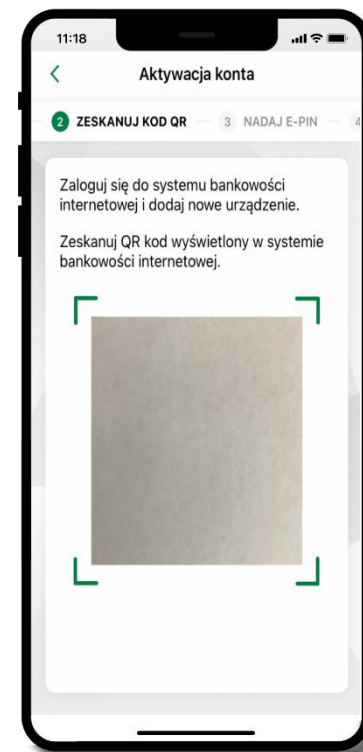 11:18
Aktywacja konta
2 ZESKANUJ KOD QR 3 NADAJ E-PIN 4
Zaloguj się do systemu bankowości
internetowej i dodaj nowe urządzenie.
Zeskanuj QR kod wyświetlony w systemie
bankowości internetowej.